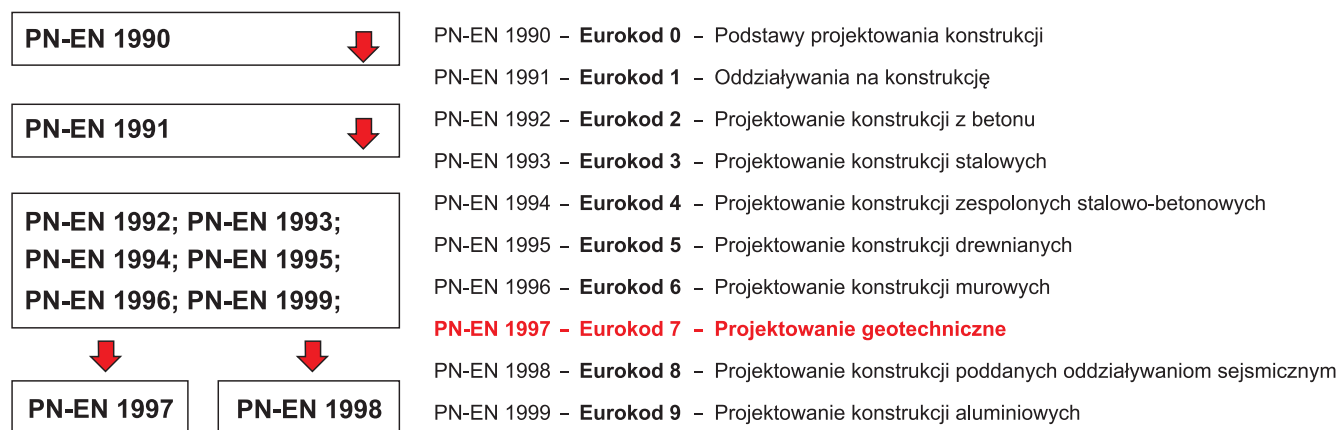 PN-EN 1990
PN-EN 1991
PN-EN 1992; PN-EN 1993;
PN-EN 1994; PN-EN 1995;
PN-EN 1996; PN-EN 1999;
PN-EN 1997
PN-EN 1998
PN-EN 1990 – Eurokod 0 – Podstawy projektowania konstrukcji
PN-EN 1991 – Eurokod 1 – Oddziaływania na konstrukcję
PN-EN 1992 – Eurokod 2 – Projektowanie konstrukcji z betonu
PN-EN 1993 – Eurokod 3 – Projektowanie konstrukcji stalowych
PN-EN 1994 – Eurokod 4 – Projektowanie konstrukcji zespolonych stalowo-betonowych
PN-EN 1995 – Eurokod 5 – Projektowanie konstrukcji drewnianych
PN-EN 1996 – Eurokod 6 – Projektowanie konstrukcji murowych
PN-EN 1997 – Eurokod 7 – Projektowanie geotechniczne
PN-EN 1998 – Eurokod 8 – Projektowanie konstrukcji poddanych oddziaływaniom sejsmicznym
PN-EN 1999 – Eurokod 9 – Projektowanie konstrukcji aluminiowych